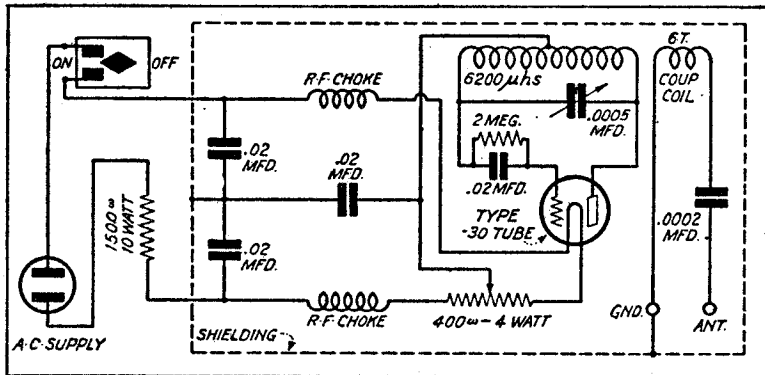 ON
OFF
R·F·CHOKE
6200 µhs
6T.
COUP
COIL
.0005
MFD.
2 MEG.
.02
MFD.
.02
MFD.
.02 MFD.
TYPE
-30 TUBE
.0002
MFD.
1500 ω
10 WATT
.02
MFD.
R·F·CHOKE
400 ω – 4 WATT
GND.
ANT.
SHIELDING
A·C·SUPPLY